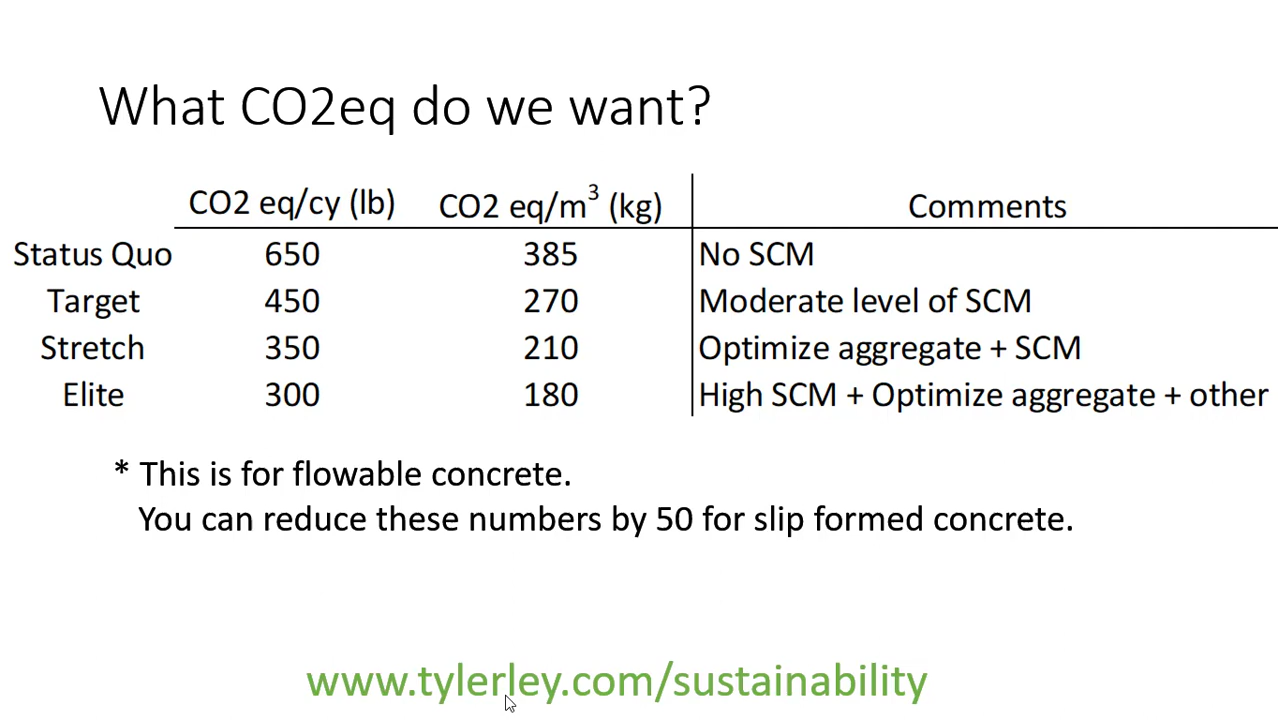 What CO2eq do we want?
CO2 eq/cy (lb) CO2 eq/m³ (kg) Comments
Status Quo 650 385 No SCM
Target 450 270 Moderate level of SCM
Stretch 350 210 Optimize aggregate + SCM
Elite 300 180 High SCM + Optimize aggregate + other
* This is for flowable concrete.
You can reduce these numbers by 50 for slip formed concrete.
www.tylerley.com/sustainability